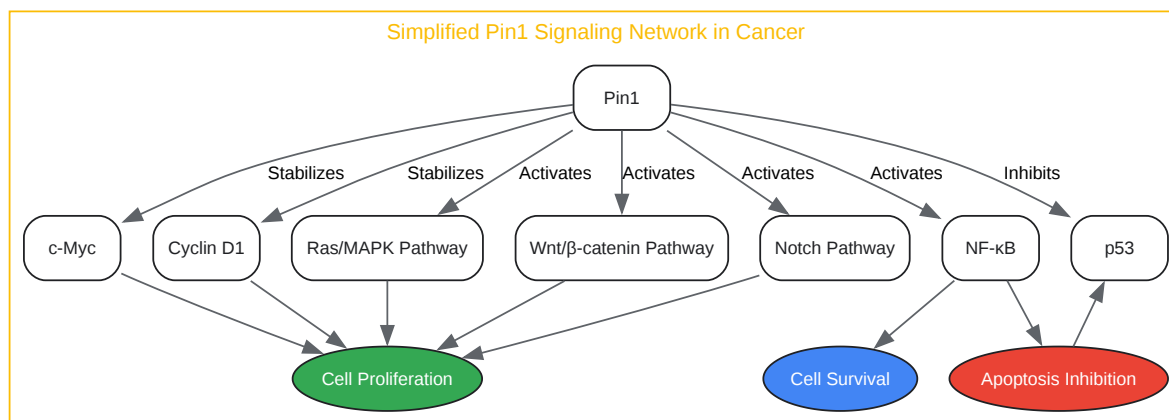 Simplified Pin1 Signaling Network in Cancer
Pin1
Stabilizes
Stabilizes
Activates
Activates
Activates
Activates
Inhibits
c-Myc
Cyclin D1
Ras/MAPK Pathway
Wnt/β-catenin Pathway
Notch Pathway
NF-κB
p53
Cell Proliferation
Cell Survival
Apoptosis Inhibition